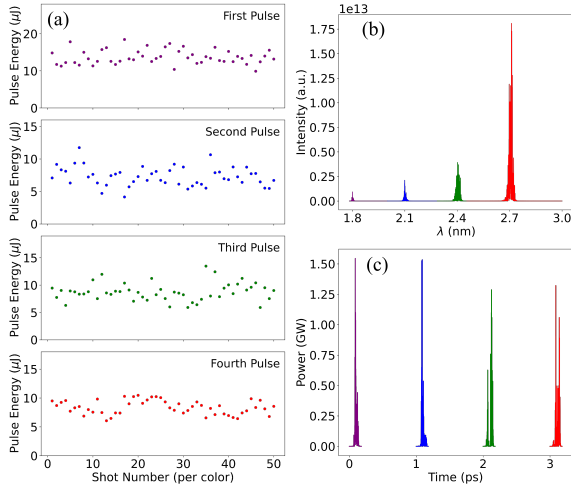 (a)
First Pulse
Pulse Energy (μJ)
20
10
0
Second Pulse
Pulse Energy (μJ)
15
10
5
0
Third Pulse
Pulse Energy (μJ)
15
10
5
0
Fourth Pulse
Pulse Energy (μJ)
15
10
5
0
0 10 20 30 40 50
Shot Number (per color)
1e13
(b)
Intensity (a.u.)
1.75
1.50
1.25
1.00
0.75
0.50
0.25
0.00
1.8 2.1 2.4 2.7 3.0
λ (nm)
(c)
Power (GW)
1.50
1.25
1.00
0.75
0.50
0.25
0.00
0 1 2 3
Time (ps)